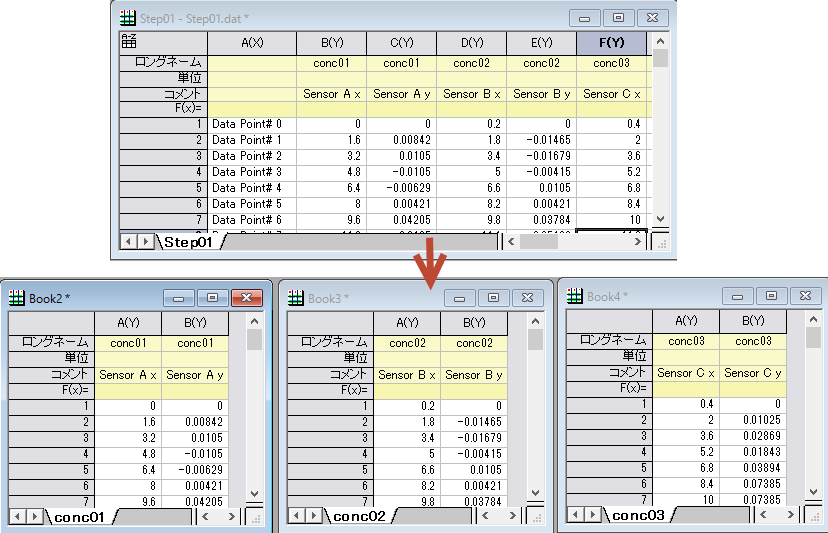 Step01 - Step01.dat *
A(X) B(Y) C(Y) D(Y) E(Y) F(Y)
ロングネーム conc01 conc01 conc02 conc02 conc03
単位
コメント Sensor A x Sensor A y Sensor B x Sensor B y Sensor C x
F(x)=
1 Data Point# 0 0 0 0.2 0 0.4
2 Data Point# 1 1.6 0.00842 1.8 -0.01465 2
3 Data Point# 2 3.2 0.0105 3.4 -0.01679 3.6
4 Data Point# 3 4.8 -0.0105 5 -0.00415 5.2
5 Data Point# 4 6.4 -0.00629 6.6 0.0105 6.8
6 Data Point# 5 8 0.00421 8.2 0.00421 8.4
7 Data Point# 6 9.6 0.04205 9.8 0.03784 10
Step01
Book2 *
A(Y) B(Y)
ロングネーム conc01 conc01
単位
コメント Sensor A x Sensor A y
F(x)=
1 0 0
2 1.6 0.00842
3 3.2 0.0105
4 4.8 -0.0105
5 6.4 -0.00629
6 8 0.00421
7 9.6 0.04205
conc01
Book3 *
A(Y) B(Y)
ロングネーム conc02 conc02
単位
コメント Sensor B x Sensor B y
F(x)=
1 0.2 0
2 1.8 -0.01465
3 3.4 -0.01679
4 5 -0.00415
5 6.6 0.0105
6 8.2 0.00421
7 9.8 0.03784
conc02
Book4 *
A(Y) B(Y)
ロングネーム conc03 conc03
単位
コメント Sensor C x Sensor C y
F(x)=
1 0.4 0
2 2 0.01025
3 3.6 0.02869
4 5.2 0.01843
5 6.8 0.03894
6 8.4 0.07385
7 10 0.07385
conc03